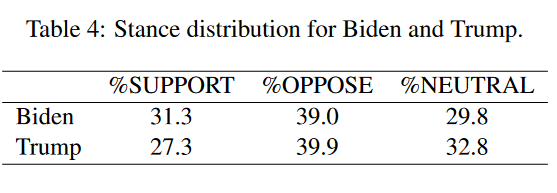 Table 4: Stance distribution for Biden and Trump.
%SUPPORT %OPPOSE %NEUTRAL
Biden 31.3 39.0 29.8
Trump 27.3 39.9 32.8